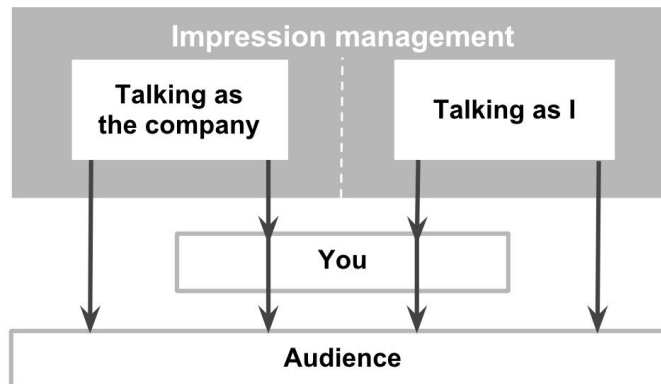 Impression management
Talking as
the company
Talking as I
You
Audience